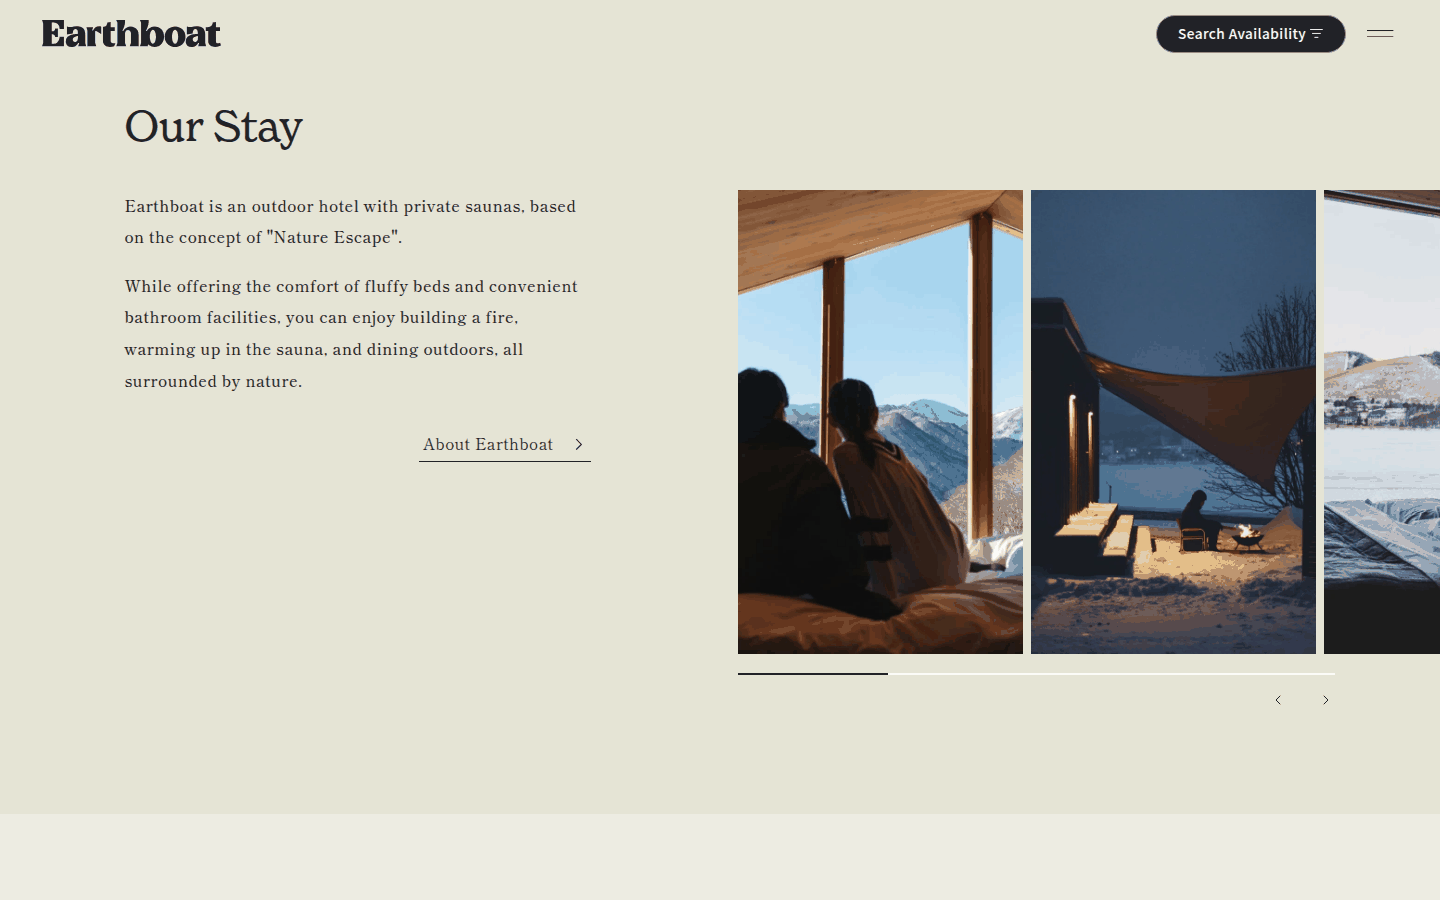 Earthboat
Search Availability
Our Stay
Earthboat is an outdoor hotel with private saunas, based
on the concept of "Nature Escape".
While offering the comfort of fluffy beds and convenient
bathroom facilities, you can enjoy building a fire,
warming up in the sauna, and dining outdoors, all
surrounded by nature.
About Earthboat